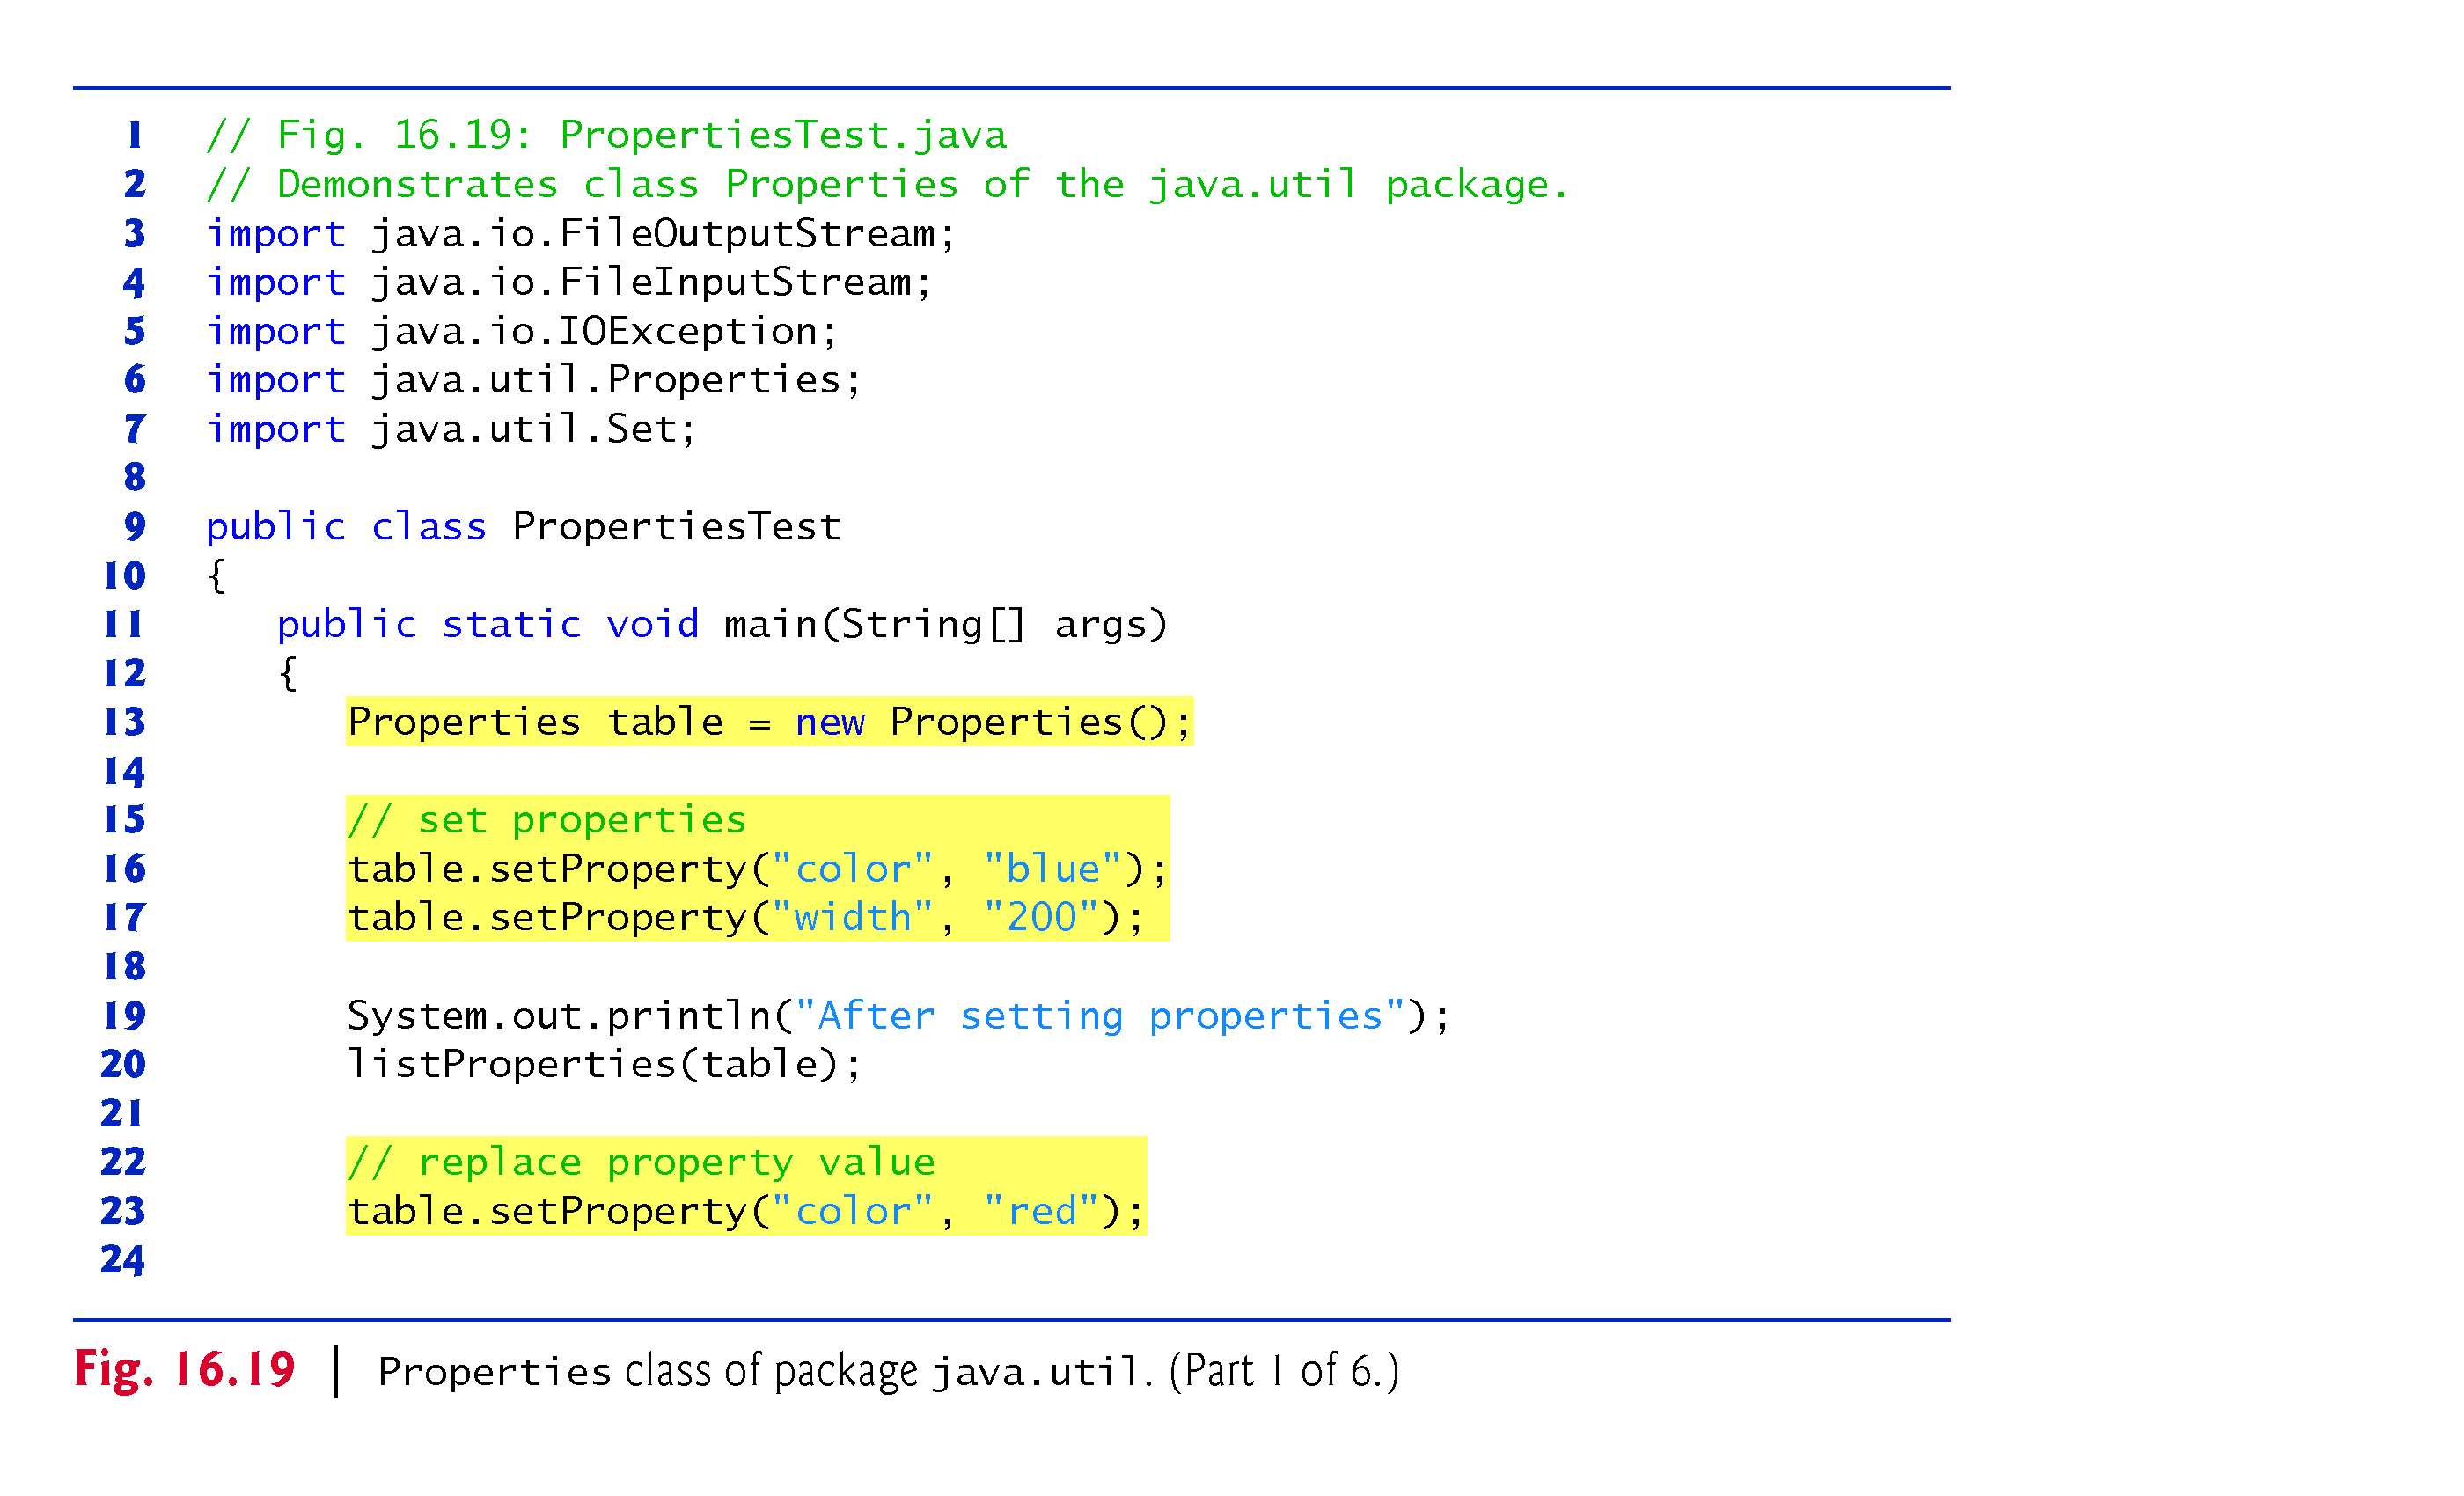 1 // Fig. 16.19: PropertiesTest.java
2 // Demonstrates class Properties of the java.util package.
3 import java.io.FileOutputStream;
4 import java.io.FileInputStream;
5 import java.io.IOException;
6 import java.util.Properties;
7 import java.util.Set;
8
9 public class PropertiesTest
10 {
11 public static void main(String[] args)
12 {
13 Properties table = new Properties();
14
15 // set properties
16 table.setProperty("color", "blue");
17 table.setProperty("width", "200");
18
19 System.out.println("After setting properties");
20 listProperties(table);
21
22 // replace property value
23 table.setProperty("color", "red");
24
Fig. 16.19 | Properties class of package java.util. (Part 1 of 6.)